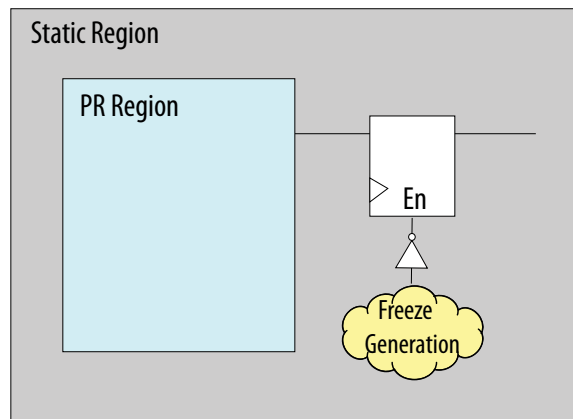 Static Region
PR Region
En
Freeze
Generation